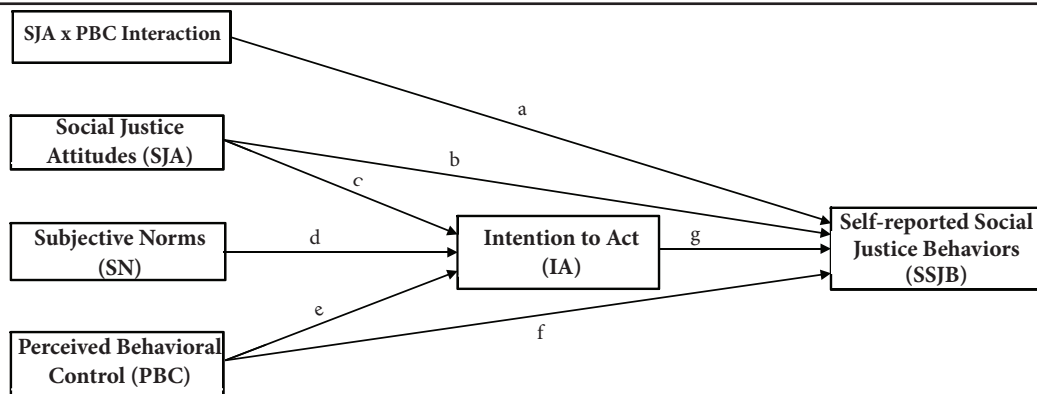 SJA x PBC Interaction
a
Social Justice
Attitudes (SJA)
b
c
Subjective Norms
(SN)
d
Intention to Act
(IA)
g
Self-reported Social
Justice Behaviors
(SSJB)
e
f
Perceived Behavioral
Control (PBC)